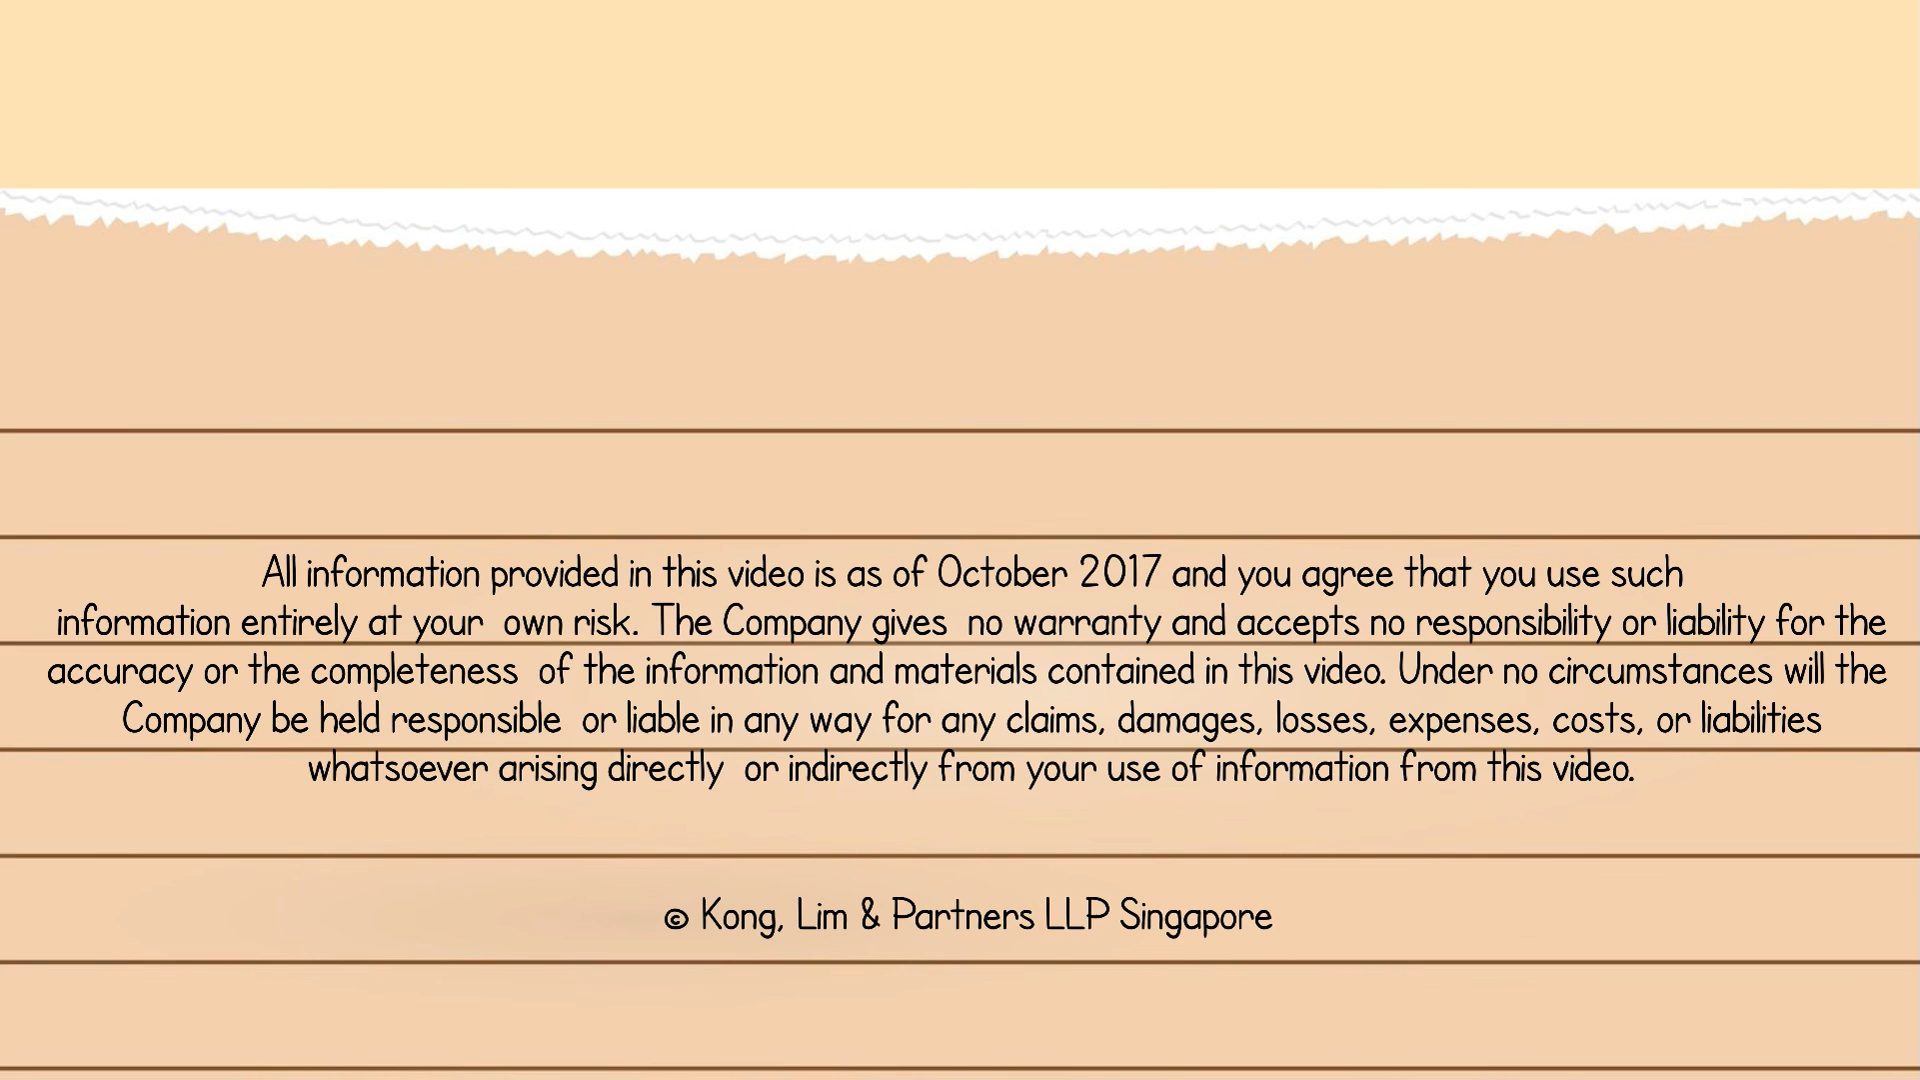 All information provided in this video is as of October 2017 and you agree that you use such
information entirely at your  own risk. The Company gives  no warranty and accepts no responsibility or liability for the
accuracy or the completeness  of the information and materials contained in this video. Under no circumstances will the
Company be held responsible  or liable in any way for any claims, damages, losses, expenses, costs, or liabilities
whatsoever arising directly  or indirectly from your use of information from this video.
© Kong, Lim & Partners LLP Singapore